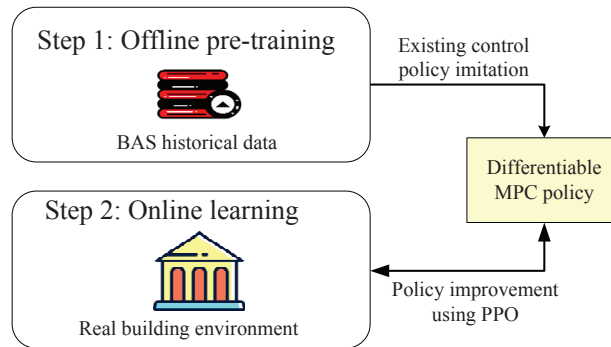 Step 1: Offline pre-training
BAS historical data
Existing control
policy imitation
Differentiable
MPC policy
Step 2: Online learning
Real building environment
Policy improvement
using PPO